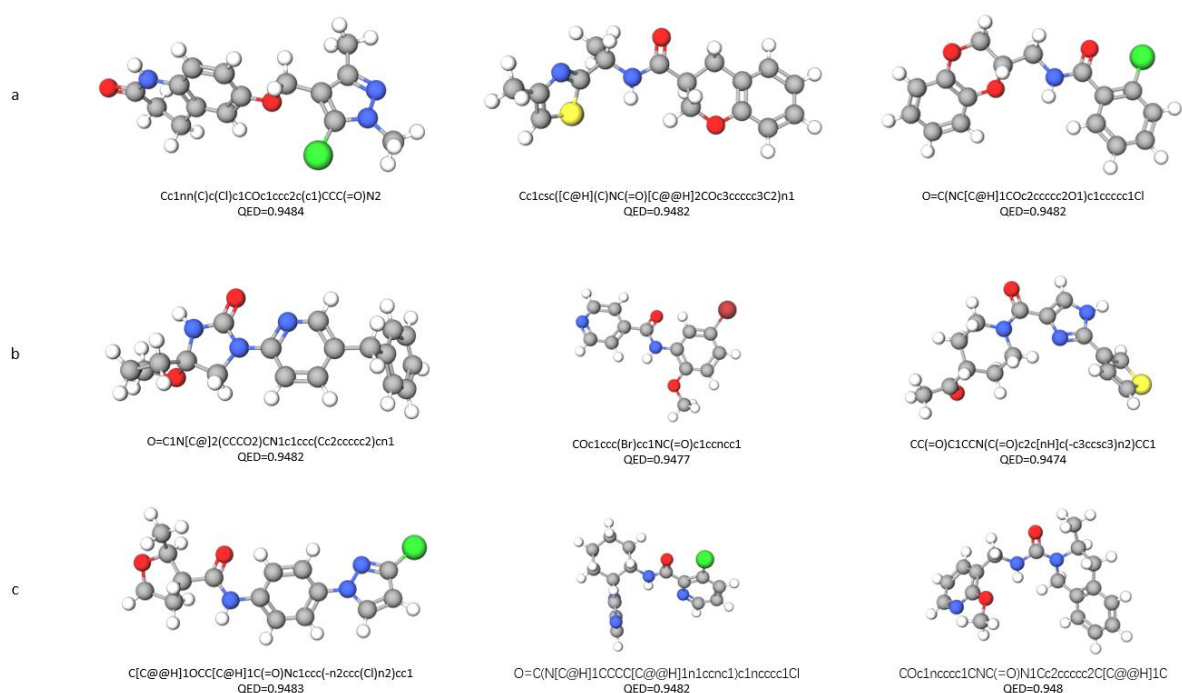 a
Cc1nn(C)c(Cl)c1COc1ccc2c(c1)CCC(=O)N2
QED=0.9484
Cc1csc([C@H](C)NC(=O)[C@@H]2COc3ccccc3C2)n1
QED=0.9482
O=C(NC[C@H]1COc2ccccc2O1)c1ccccc1Cl
QED=0.9482
b
O=C1N[C@]2(CCCO2)CN1c1ccc(Cc2ccccc2)cn1
QED=0.9482
COc1ccc(Br)cc1NC(=O)c1ccncc1
QED=0.9477
CC(=O)C1CCN(C(=O)c2c[nH]c(-c3ccsc3)n2)CC1
QED=0.9474
c
C[C@@H]1OCC[C@H]1C(=O)Nc1ccc(-n2ccc(Cl)n2)cc1
QED=0.9483
O=C(N[C@H]1CCCC[C@@H]1n1ccnc1)c1ncccc1Cl
QED=0.9482
COc1ncccc1CNC(=O)N1Cc2ccccc2C[C@@H]1C
QED=0.948